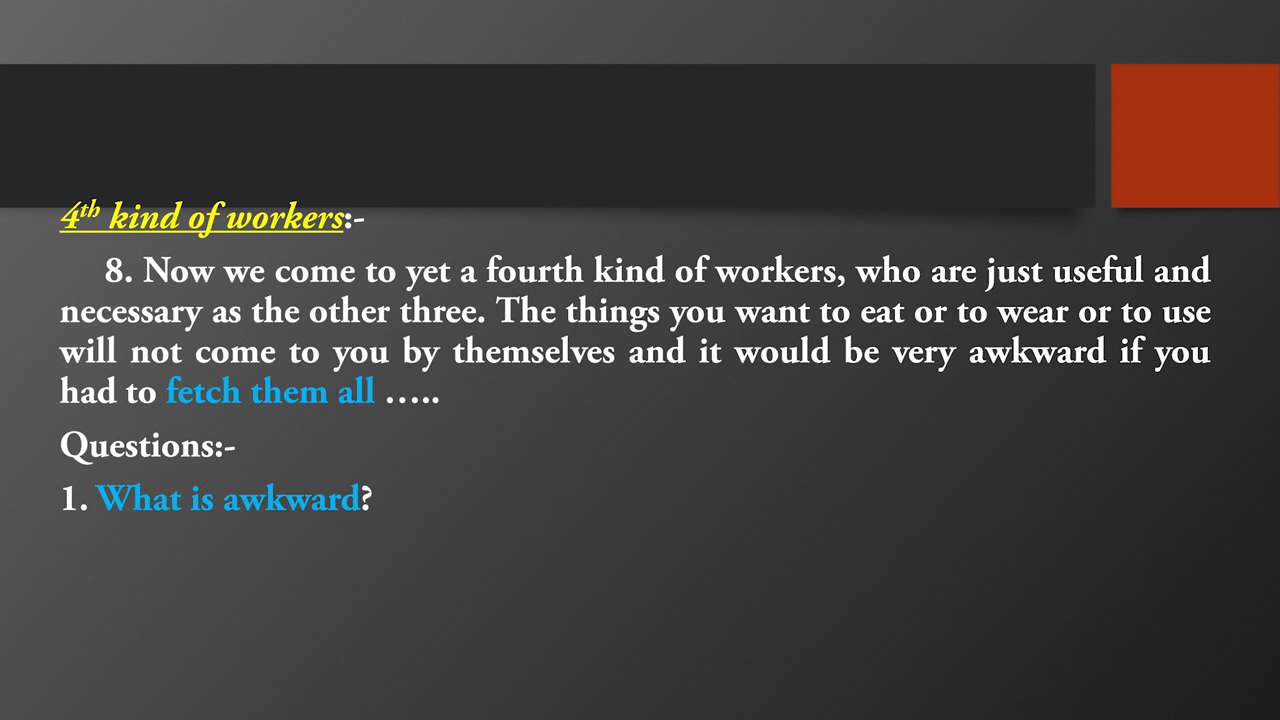 4th kind of workers:-
8. Now we come to yet a fourth kind of workers, who are just useful and
necessary as the other three. The things you want to eat or to wear or to use
will not come to you by themselves and it would be very awkward if you
had to fetch them all …..
Questions:-
1. What is awkward?